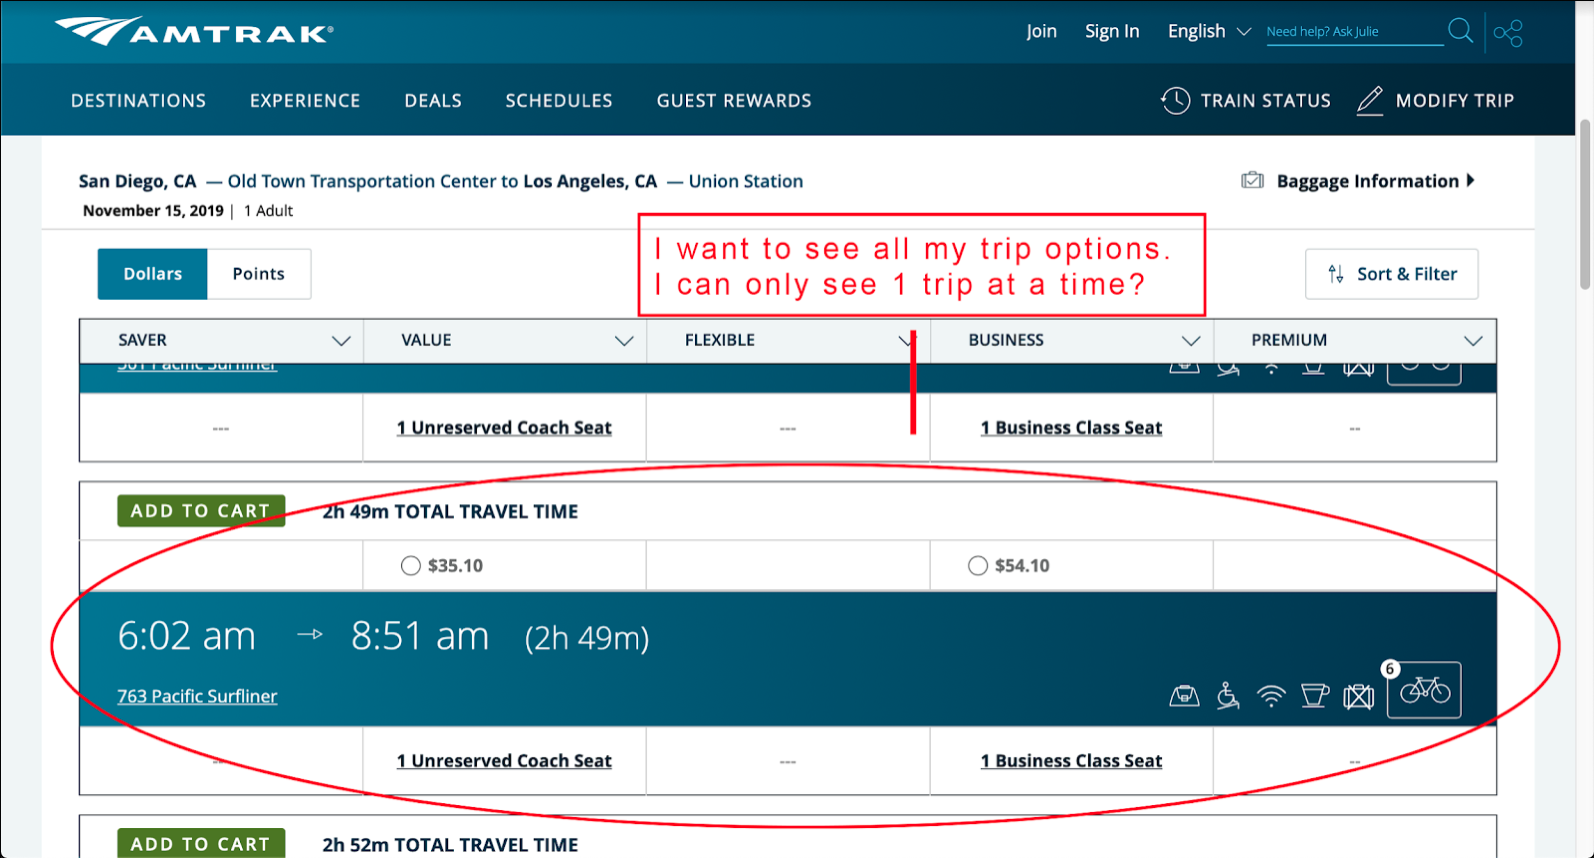 AMTRAK®
Join Sign In English Need help? Ask Julie
DESTINATIONS EXPERIENCE DEALS SCHEDULES GUEST REWARDS TRAIN STATUS MODIFY TRIP
San Diego, CA — Old Town Transportation Center to Los Angeles, CA — Union Station
Baggage Information
November 15, 2019 | 1 Adult
I want to see all my trip options.
I can only see 1 trip at a time?
Dollars Points
Sort & Filter
SAVER VALUE FLEXIBLE BUSINESS PREMIUM
Pacific Surfliner
--- 1 Unreserved Coach Seat --- 1 Business Class Seat --
ADD TO CART 2h 49m TOTAL TRAVEL TIME
$35.10 $54.10
6:02 am → 8:51 am (2h 49m)
763 Pacific Surfliner
6
--- 1 Unreserved Coach Seat --- 1 Business Class Seat --
ADD TO CART 2h 52m TOTAL TRAVEL TIME